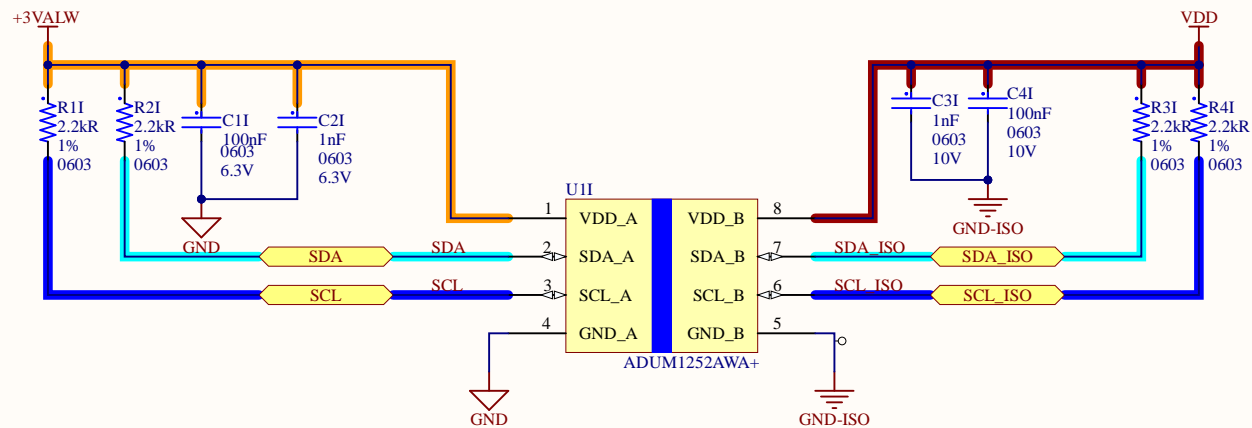 +3VALW
VDD
R1I
2.2kR
1%
0603
R2I
2.2kR
1%
0603
C1I
100nF
0603
6.3V
C2I
1nF
0603
6.3V
C3I
1nF
0603
10V
C4I
100nF
0603
10V
R3I
2.2kR
1%
0603
R4I
2.2kR
1%
0603
GND
GND-ISO
U1I
1 VDD_A VDD_B 8
SDA SDA 2 SDA_A SDA_B 7 SDA_ISO SDA_ISO
SCL SCL 3 SCL_A SCL_B 6 SCL_ISO SCL_ISO
4 GND_A GND_B 5
ADUM1252AWA+
GND
GND-ISO